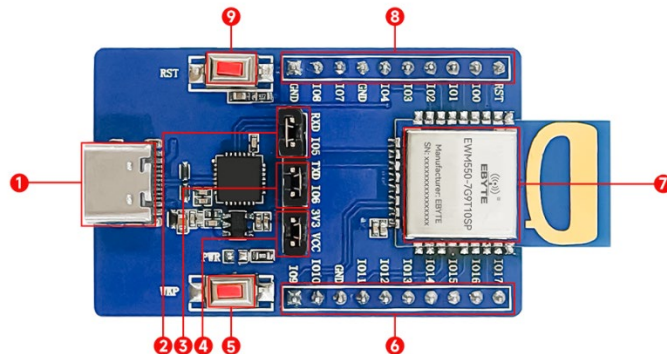 9
8
RST
GND
IO8
IO7
GND
IO4
IO3
IO2
IO1
IO0
RST
RXD IO5
TXD IO6
3V3 VCC
EBYTE
EWM550-7G9T10SP
Manufacturer: EBYTE
SN: xxxxxxxxxxxxxxxx
1
7
PWR
WKP
IO9
IO10
GND
IO11
IO12
IO13
IO14
IO15
IO16
IO17
2
3
4
5
6